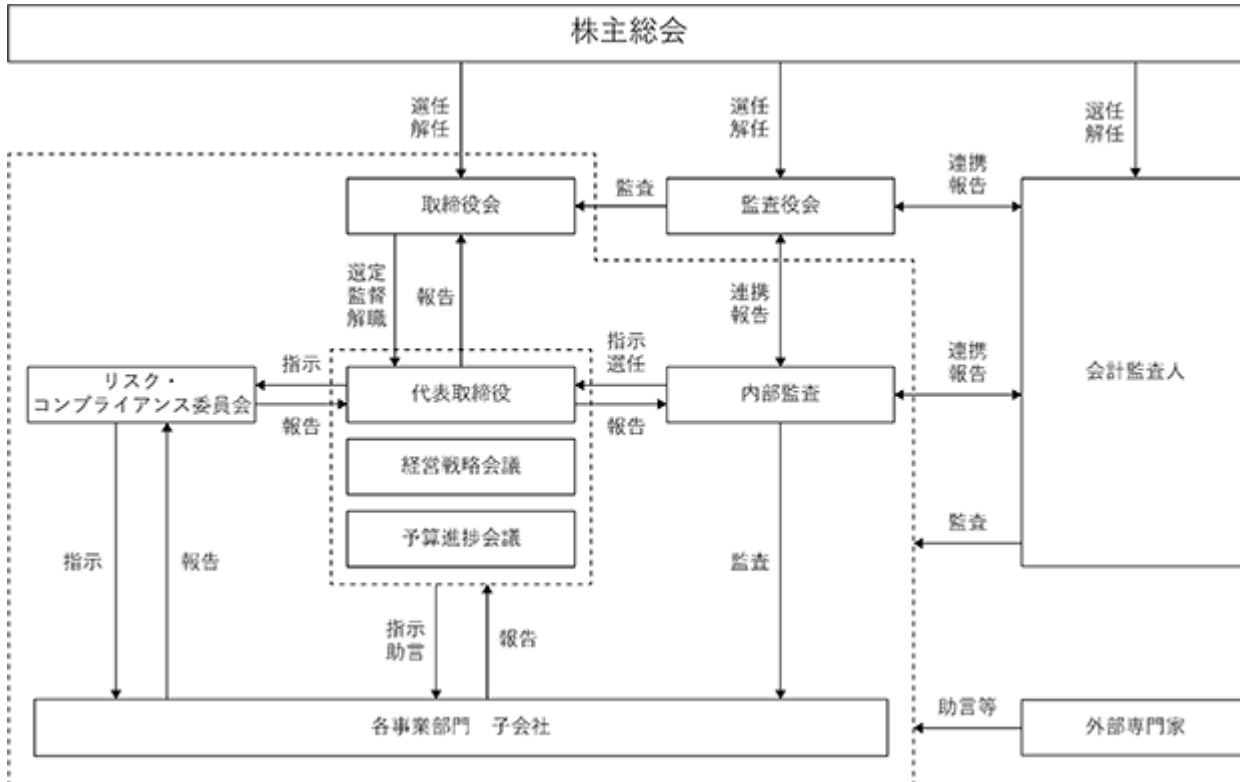 株主総会
選任
解任
選任
解任
選任
解任
取締役会
監査
監査役会
連携
報告
選定
監督
解職
報告
連携
報告
指示
指示
選任
連携
報告
会計監査人
リスク・
コンプライアンス委員会
代表取締役
内部監査
報告
報告
経営戦略会議
予算進捗会議
監査
指示
報告
監査
指示
助言
報告
各事業部門 子会社
助言等
外部専門家